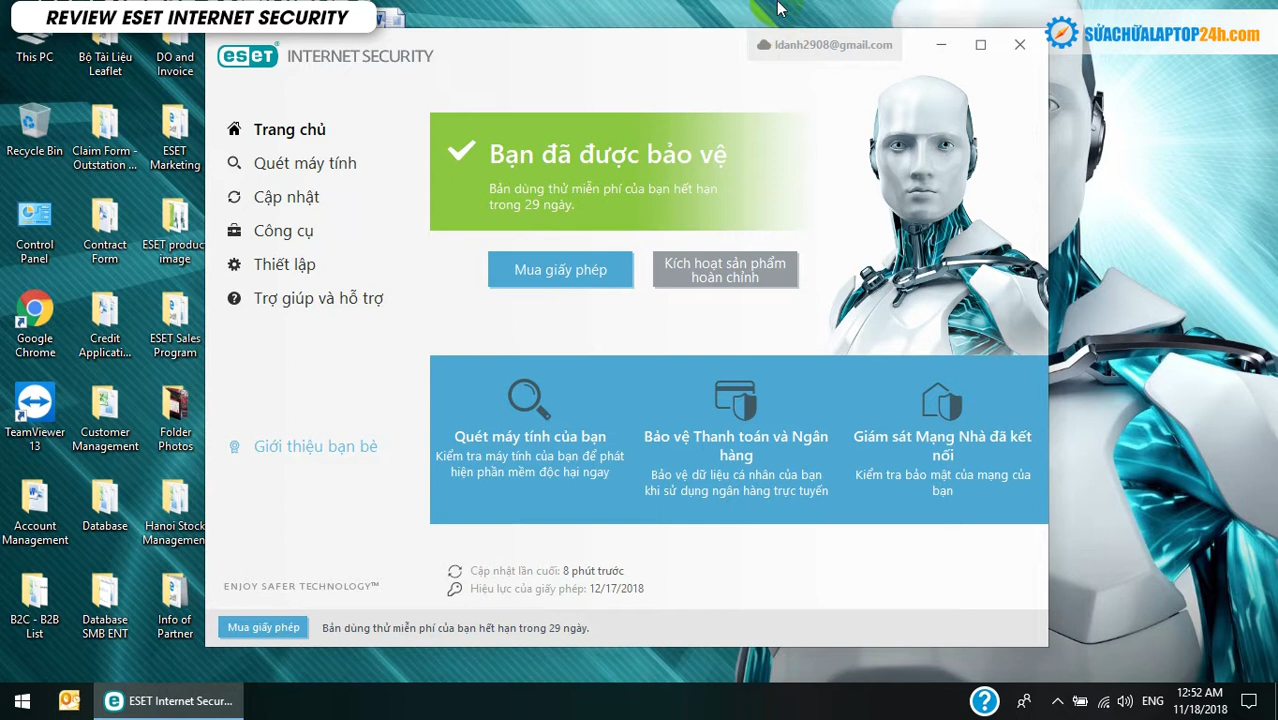 REVIEW ESET INTERNET SECURITY
SỬACHỮALAPTOP24h.com
This PC
Bộ Tài Liệu
Leaflet
DO and
Invoice
Recycle Bin
Claim Form -
Outstation ...
ESET
Marketing
Control
Panel
Contract
Form
ESET product
image
Google
Chrome
Credit
Applicati...
ESET Sales
Program
TeamViewer
13
Customer
Management
Folder
Photos
Account
Management
Database
Hanoi Stock
Management
B2C - B2B
List
Database
SMB ENT
Info of
Partner
eset INTERNET SECURITY
ldanh2908@gmail.com
Trang chủ
Quét máy tính
Cập nhật
Công cụ
Thiết lập
Trợ giúp và hỗ trợ
Giới thiệu bạn bè
ENJOY SAFER TECHNOLOGY™
Bạn đã được bảo vệ
Bản dùng thử miễn phí của bạn hết hạn
trong 29 ngày.
Mua giấy phép
Kích hoạt sản phẩm
hoàn chỉnh
Quét máy tính của bạn
Kiểm tra máy tính của bạn để phát
hiện phần mềm độc hại ngay
Bảo vệ Thanh toán và Ngân
hàng
Bảo vệ dữ liệu cá nhân của bạn
khi sử dụng ngân hàng trực tuyến
Giám sát Mạng Nhà đã kết
nối
Kiểm tra bảo mật của mạng của
bạn
Cập nhật lần cuối: 8 phút trước
Hiệu lực của giấy phép: 12/17/2018
Mua giấy phép
Bản dùng thử miễn phí của bạn hết hạn trong 29 ngày.
ESET Internet Secur...
ENG
12:52 AM
11/18/2018